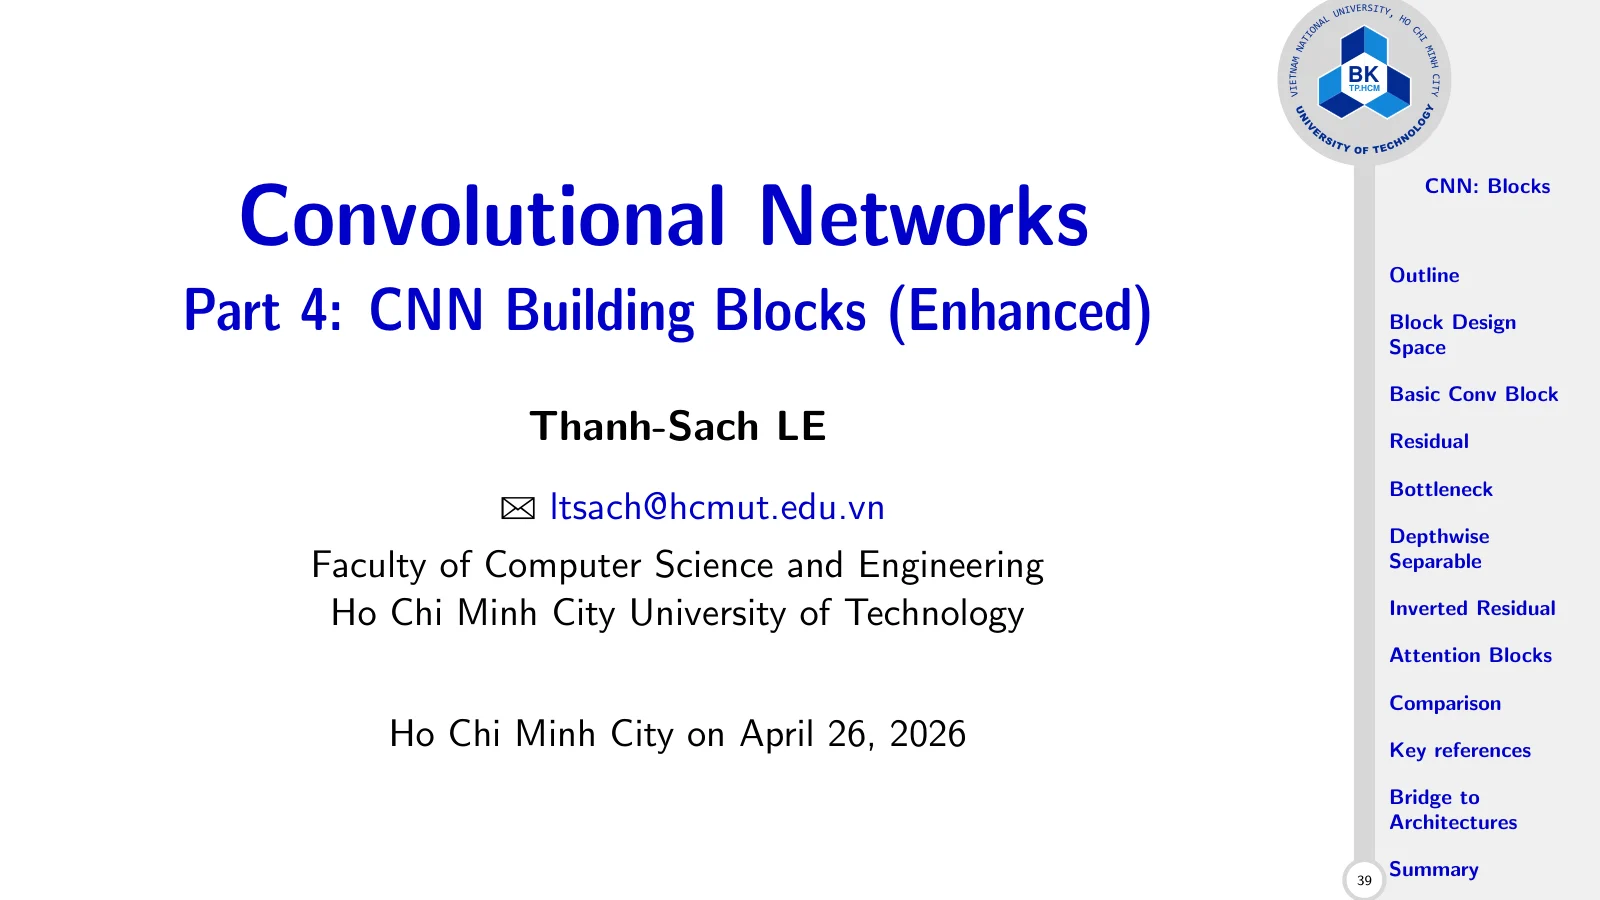 Convolutional Networks
Part 4: CNN Building Blocks (Enhanced)
Thanh-Sach LE
ltsach@hcmut.edu.vn
Faculty of Computer Science and Engineering
Ho Chi Minh City University of Technology
Ho Chi Minh City on April 26, 2026
VIETNAM NATIONAL UNIVERSITY, HO CHI MINH CITY
BK
TP.HCM
UNIVERSITY OF TECHNOLOGY
CNN: Blocks
Outline
Block Design
Space
Basic Conv Block
Residual
Bottleneck
Depthwise
Separable
Inverted Residual
Attention Blocks
Comparison
Key references
Bridge to
Architectures
Summary
39